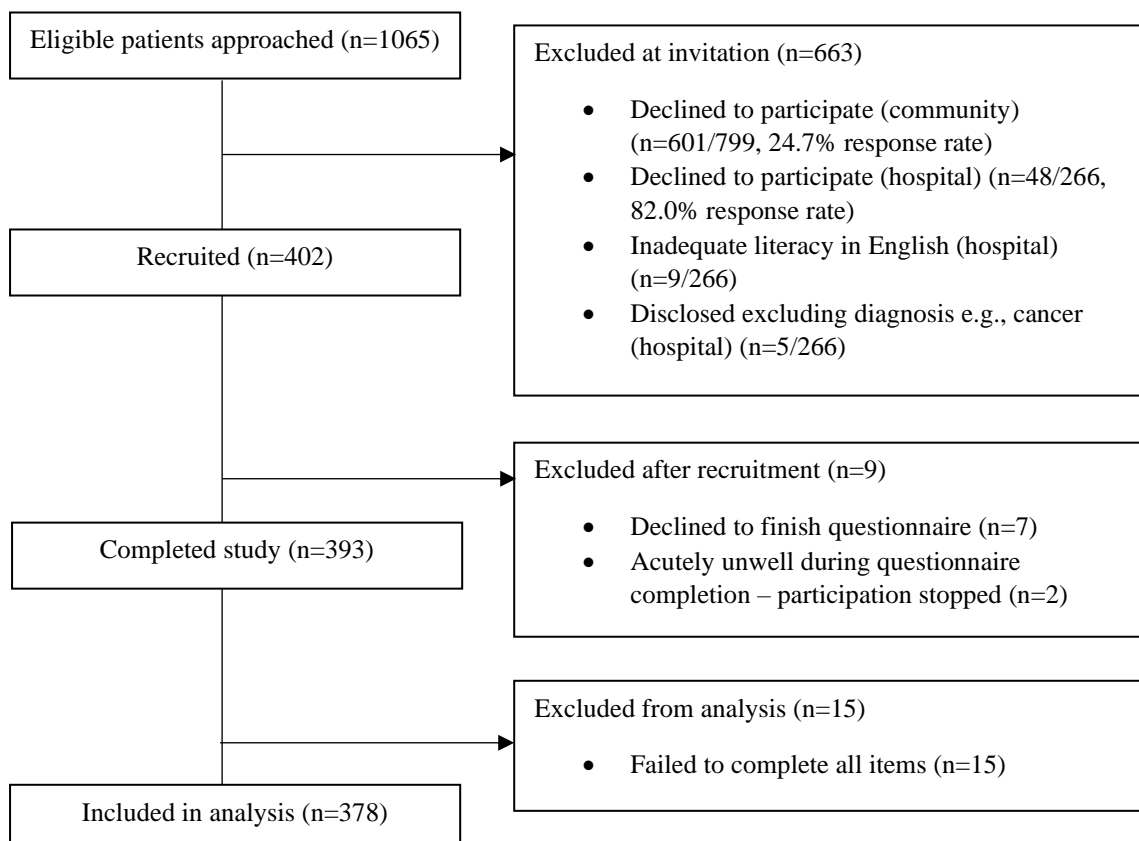 Eligible patients approached (n=1065)
Excluded at invitation (n=663)
• Declined to participate (community)
(n=601/799, 24.7% response rate)
• Declined to participate (hospital) (n=48/266,
82.0% response rate)
• Inadequate literacy in English (hospital)
(n=9/266)
• Disclosed excluding diagnosis e.g., cancer
(hospital) (n=5/266)
Recruited (n=402)
Excluded after recruitment (n=9)
• Declined to finish questionnaire (n=7)
• Acutely unwell during questionnaire
completion – participation stopped (n=2)
Completed study (n=393)
Excluded from analysis (n=15)
• Failed to complete all items (n=15)
Included in analysis (n=378)